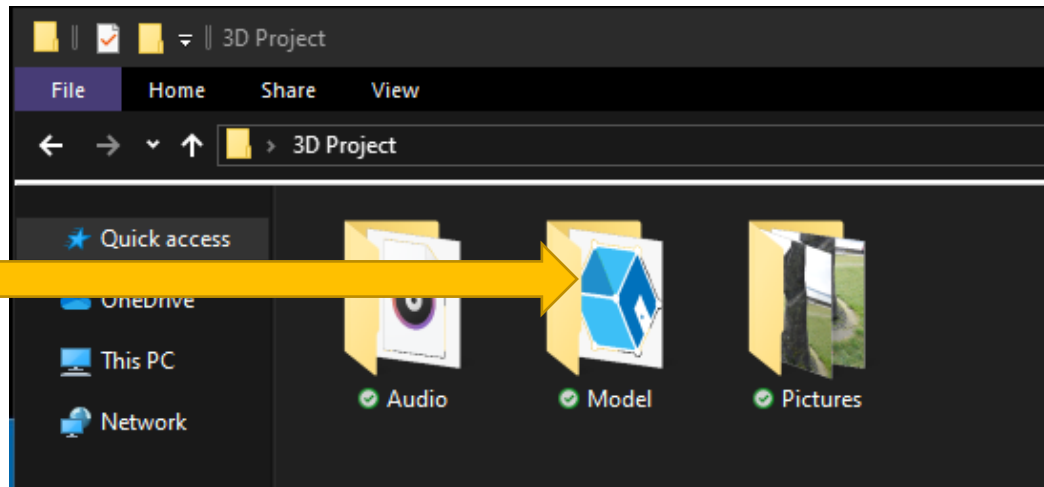 3D Project
File Home Share View
3D Project
Quick access
OneDrive
This PC
Network
Audio Model Pictures